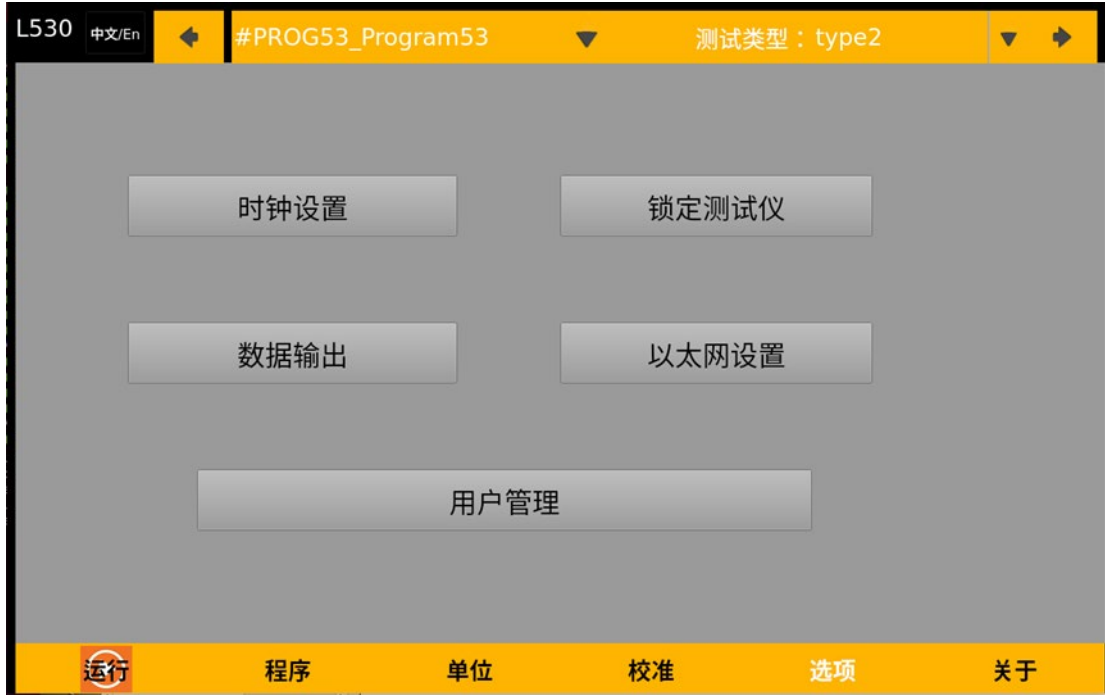 L530 中文/En #PROG53_Program53 测试类型：type2
时钟设置 锁定测试仪
数据输出 以太网设置
用户管理
运行 程序 单位 校准 选项 关于